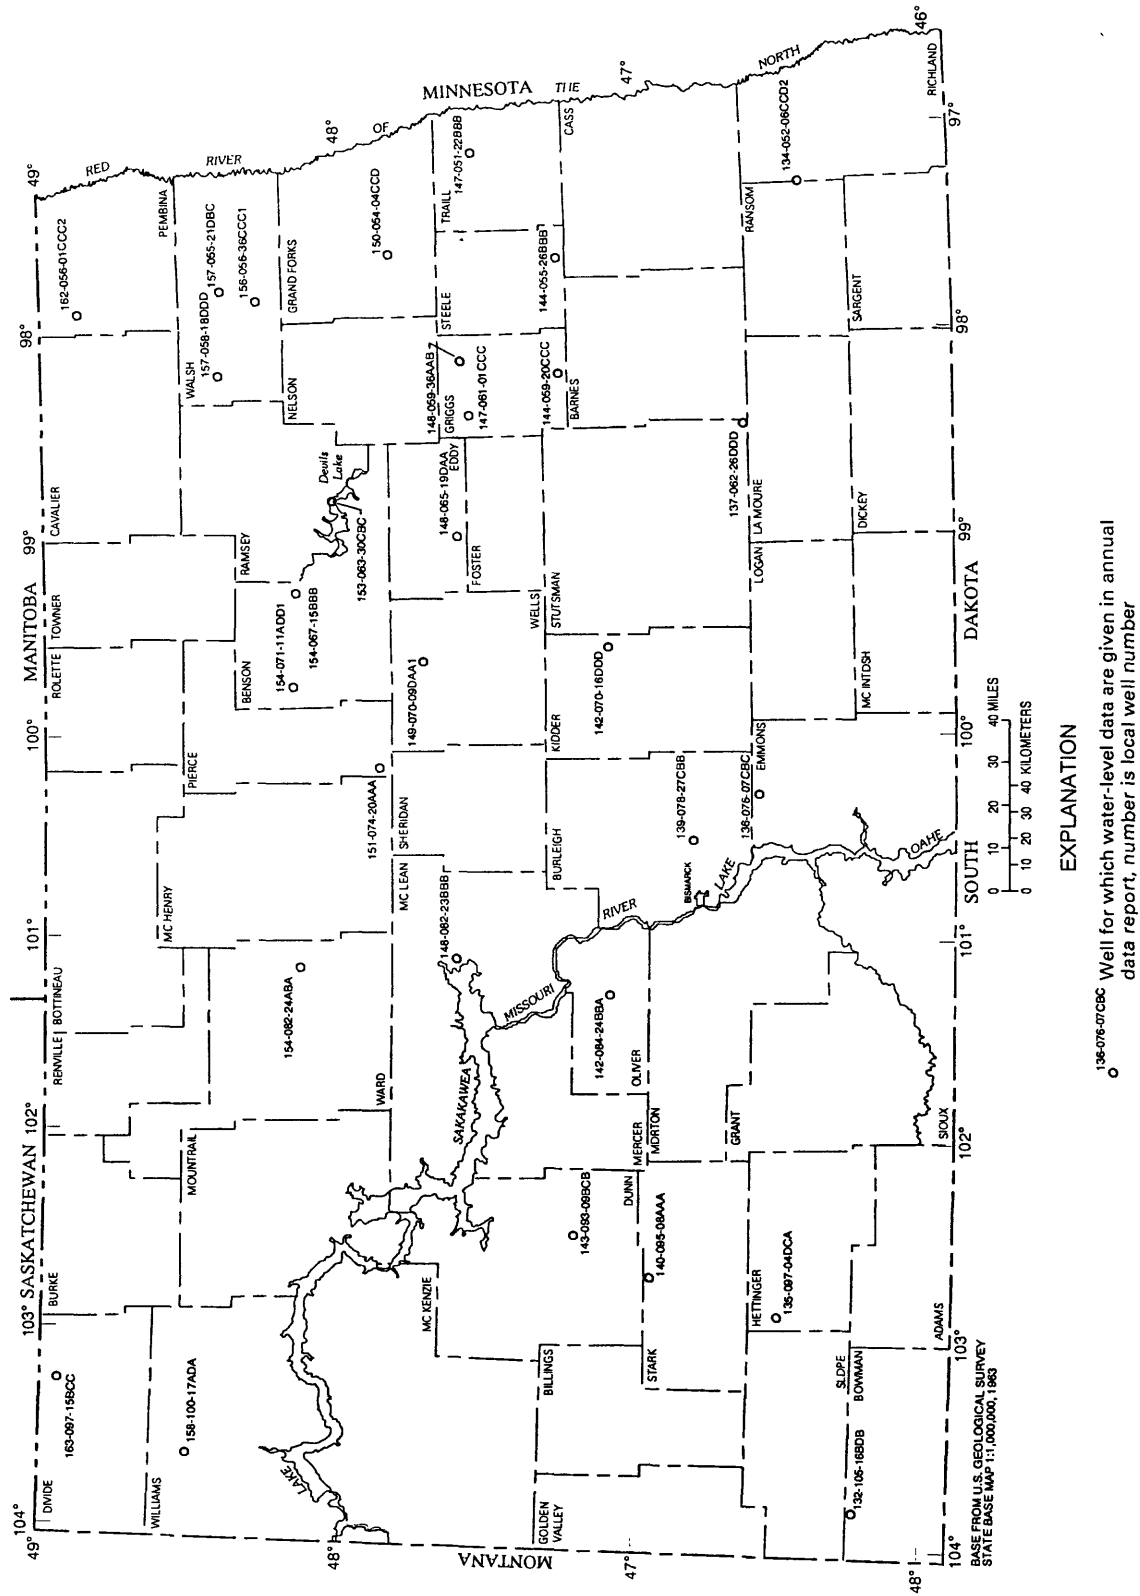 SASKATCHEWAN
MANITOBA
104°
103°
102°
101°
100°
99°
98°
49°
49°
DIVIDE
BURKE
RENVILLE
BOTTINEAU
ROLETTE
TOWNER
CAVALIER
PEMBINA
RED
RIVER
OF
THE
NORTH
163-097-15BCC
162-056-01CCC2
WILLIAMS
158-100-17ADA
MOUNTRAIL
MC HENRY
PIERCE
BENSON
RAMSEY
WALSH
157-058-18DDD
157-055-21DBC
156-056-36CCC1
NELSON
GRAND FORKS
154-082-24ABA
154-071-11ADD1
154-067-15BBB
Devils
Lake
153-063-30CBC
48°
48°
LAKE
SAKAKAWEA
WARD
151-074-20AAA
150-054-04CCD
MC KENZIE
MC LEAN
SHERIDAN
149-070-09DAA1
148-082-23BBB
148-065-19DAA
EDDY
FOSTER
148-059-36AAB
GRIGGS
147-061-01CCC
STEELE
TRAILL
147-051-22BBB
MINNESOTA
MONTANA
GOLDEN
VALLEY
BILLINGS
143-093-09BCB
DUNN
MERCER
MISSOURI
RIVER
142-084-24BBA
OLIVER
MORTON
BURLEIGH
KIDDER
WELLS
STUTSMAN
142-070-16DDD
144-059-20CCC
BARNES
144-055-26BBB
CASS
47°
47°
STARK
140-095-08AAA
BISMARCK
139-078-27CBB
LAKE
OAHE
136-076-07CBC
EMMONS
GRANT
HETTINGER
135-097-04DCA
137-062-26DDD
LOGAN
LA MOURE
RANSOM
134-052-06CCD2
SLOPE
BOWMAN
132-105-16BDB
ADAMS
SIOUX
MC INTOSH
DICKEY
SARGENT
RICHLAND
48°
46°
104°
103°
102°
101°
100°
99°
98°
97°
SOUTH
DAKOTA
BASE FROM U.S. GEOLOGICAL SURVEY
STATE BASE MAP 1:1,000,000, 1963
0 10 20 30 40 MILES
0 10 20 30 40 KILOMETERS
EXPLANATION
136-076-07CBC Well for which water-level data are given in annual
data report, number is local well number